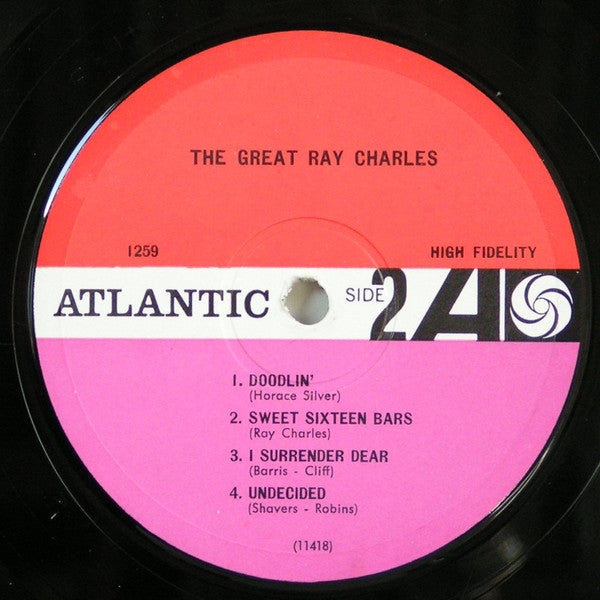 THE GREAT RAY CHARLES
1259 HIGH FIDELITY
ATLANTIC SIDE 2 A
1. DOODLIN'
(Horace Silver)
2. SWEET SIXTEEN BARS
(Ray Charles)
3. I SURRENDER DEAR
(Barris - Cliff)
4. UNDECIDED
(Shavers - Robins)
(11418)